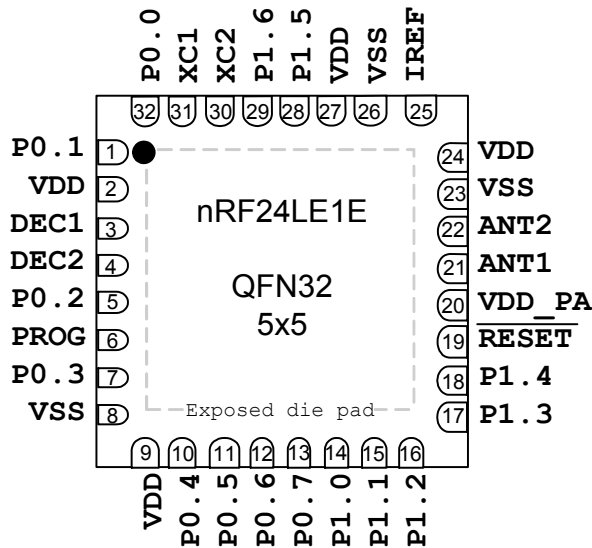 P0.0
XC1
XC2
P1.6
P1.5
VDD
VSS
IREF
32
31
30
29
28
27
26
25
P0.1 1
VDD 2
DEC1 3
DEC2 4
P0.2 5
PROG 6
P0.3 7
VSS 8
nRF24LE1E
QFN32
5x5
Exposed die pad
24 VDD
23 VSS
22 ANT2
21 ANT1
20 VDD_PA
19 RESET
18 P1.4
17 P1.3
9
10
11
12
13
14
15
16
VDD
P0.4
P0.5
P0.6
P0.7
P1.0
P1.1
P1.2